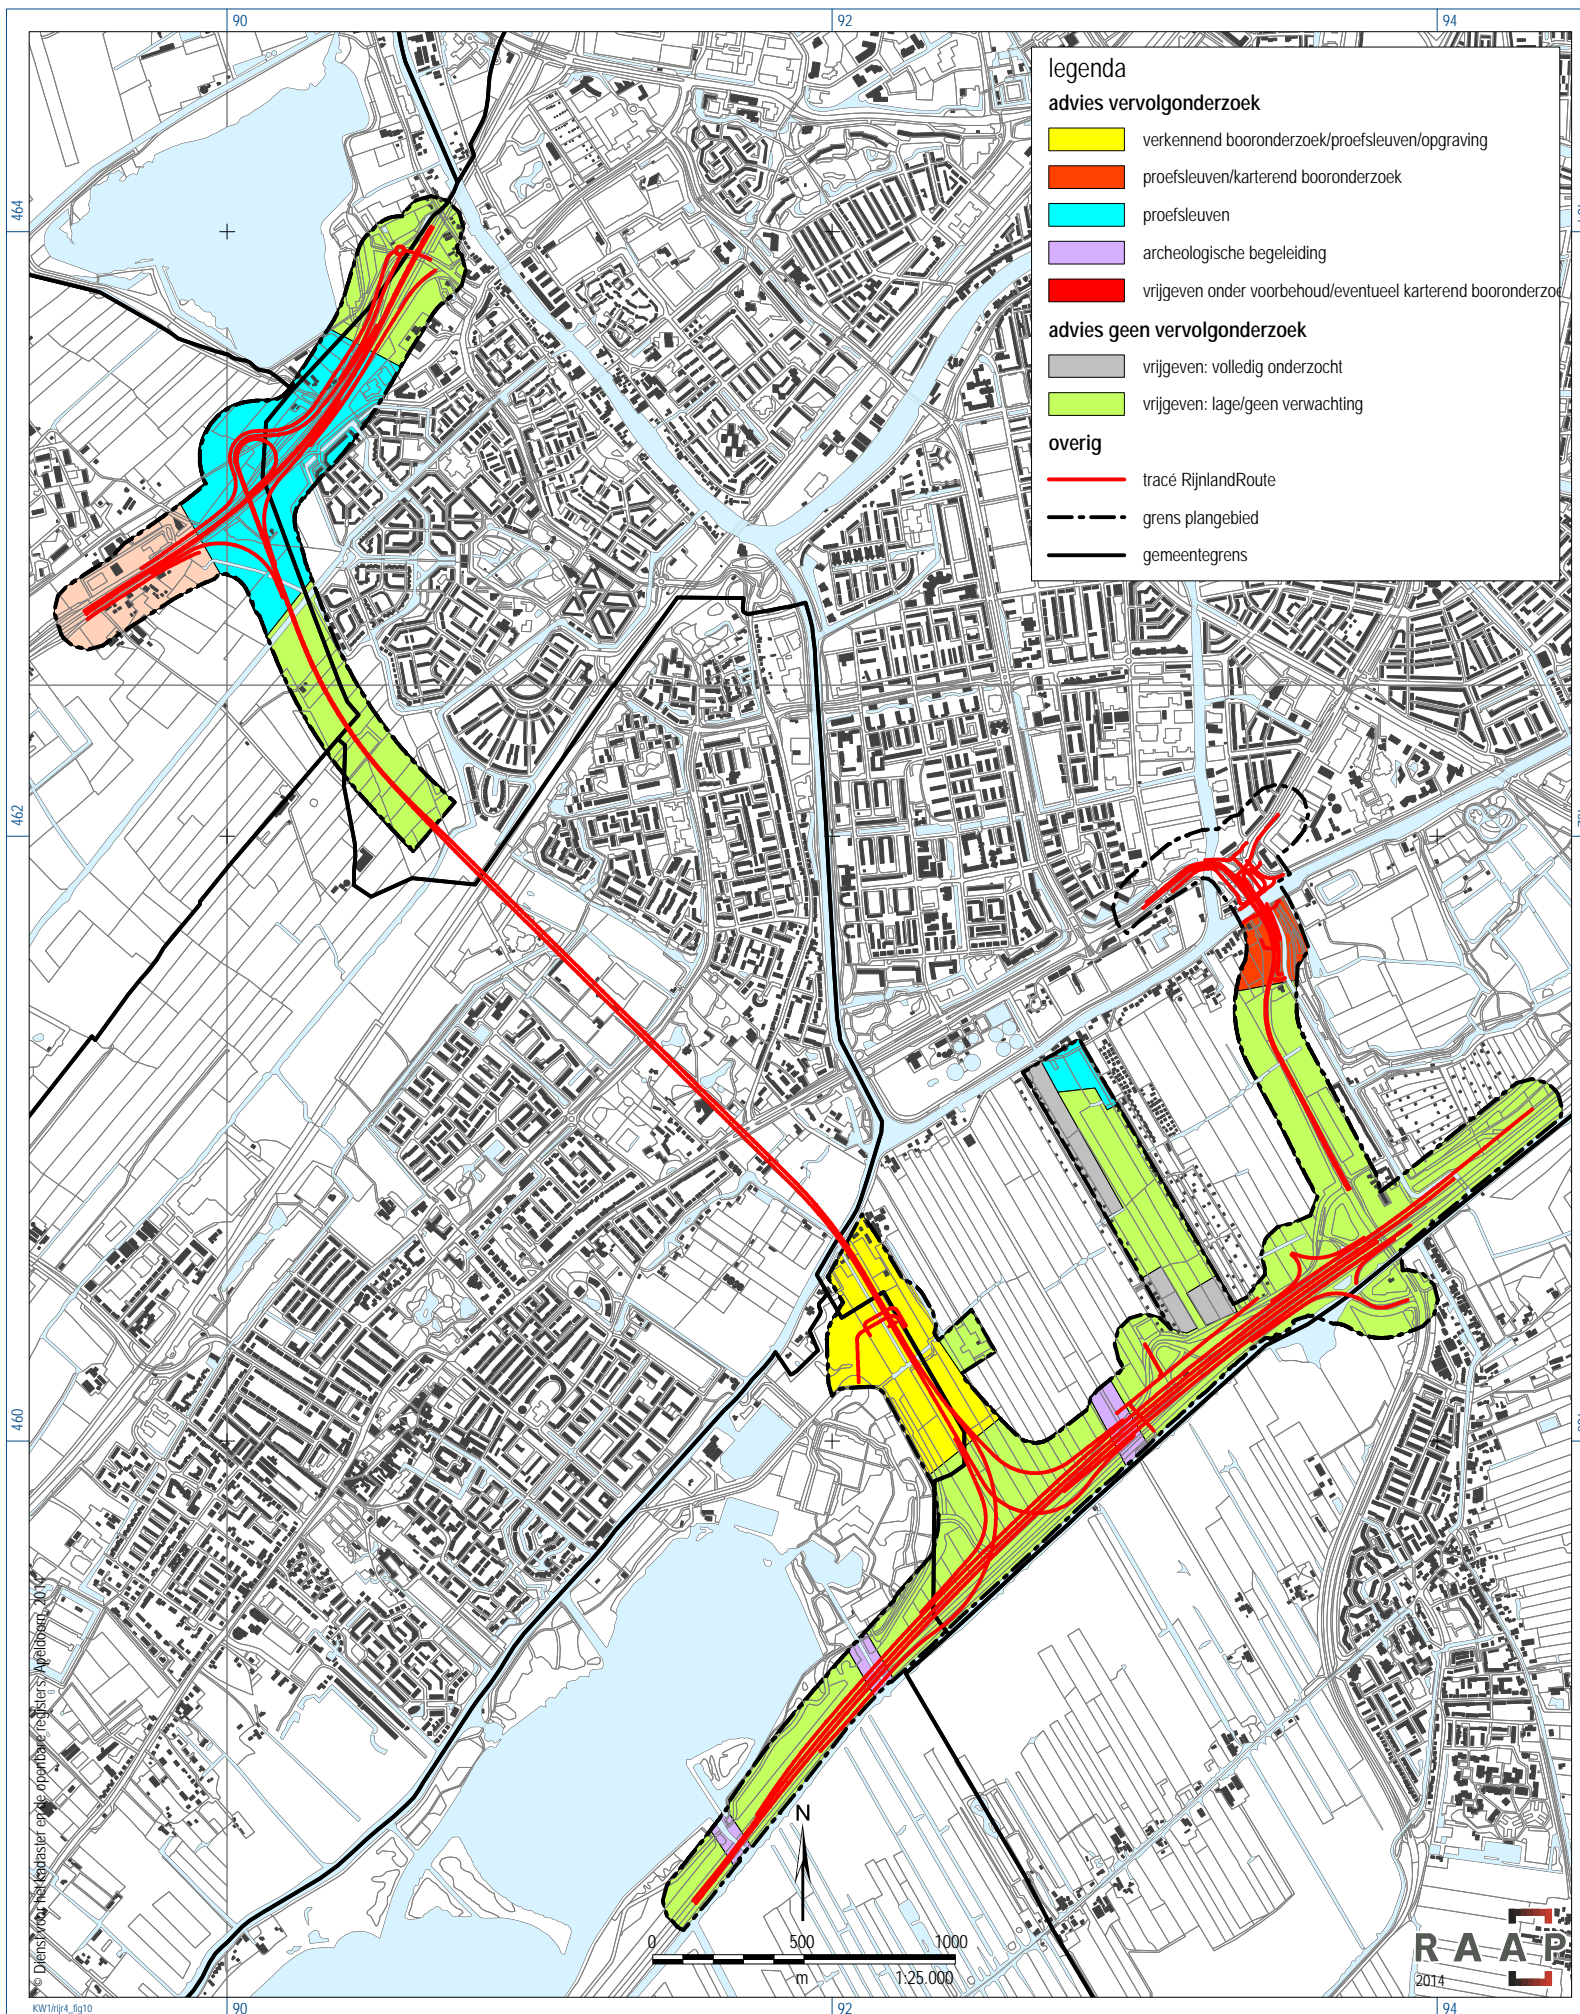 90
92
94
464
462
460
legenda
advies vervolgonderzoek
verkennend booronderzoek/proefsleuven/opgraving
proefsleuven/karterend booronderzoek
proefsleuven
archeologische begeleiding
vrijgeven onder voorbehoud/eventueel karterend booronderzoe
advies geen vervolgonderzoek
vrijgeven: volledig onderzocht
vrijgeven: lage/geen verwachting
overig
tracé RijnlandRoute
grens plangebied
gemeentegrens
© Dienst voor het kadaster en de openbare registers, Apeldoorn,
N
0 500 1000
m 1:25.000
RAAP
2014
KW1/rijr4_fig10
90
92
94